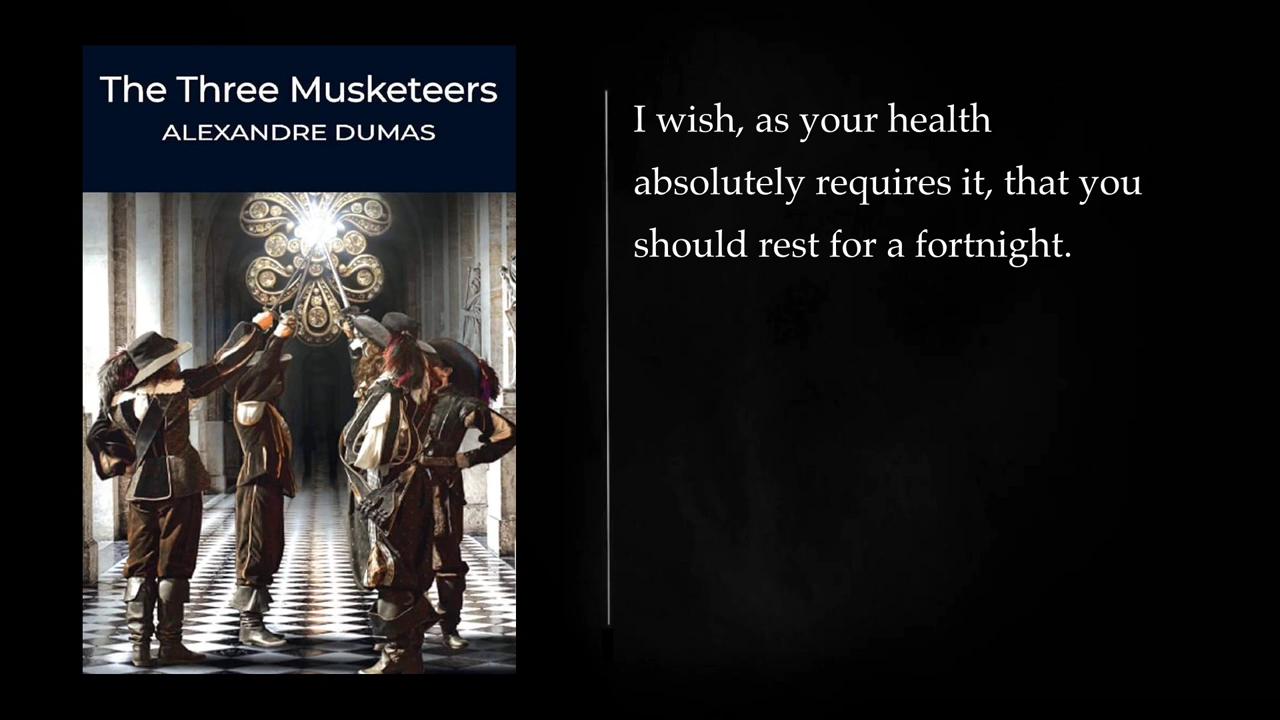 The Three Musketeers
ALEXANDRE DUMAS
I wish, as your health
absolutely requires it, that you
should rest for a fortnight.